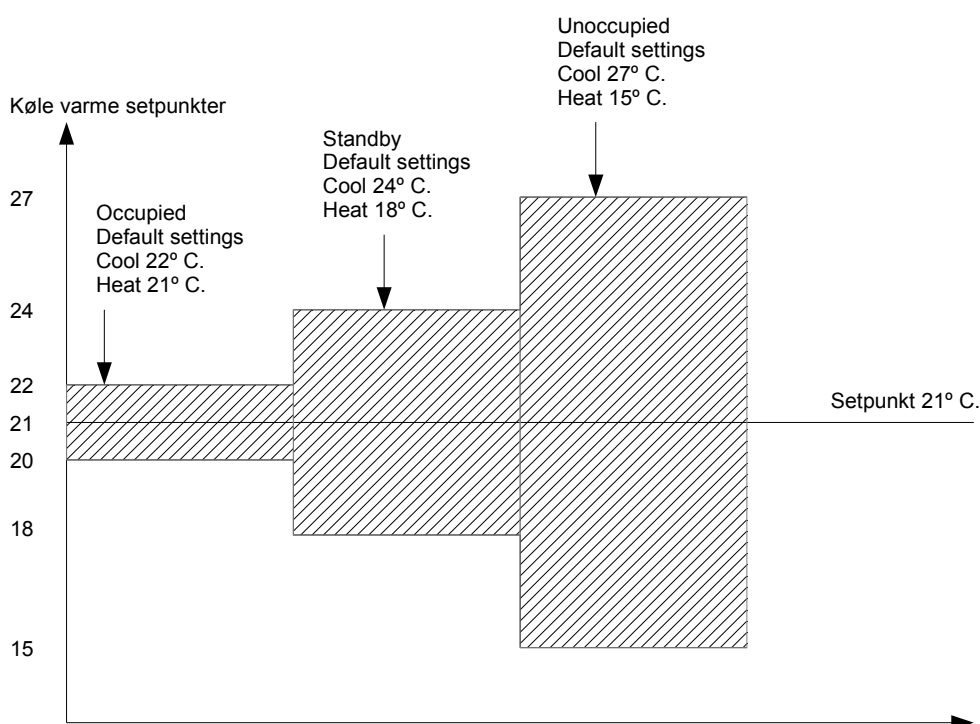 Unoccupied
Default settings
Cool 27º C.
Heat 15º C.
Køle varme setpunkter
Standby
Default settings
Cool 24º C.
Heat 18º C.
27
Occupied
Default settings
Cool 22º C.
Heat 21º C.
24
22
Setpunkt 21º C.
21
20
18
15